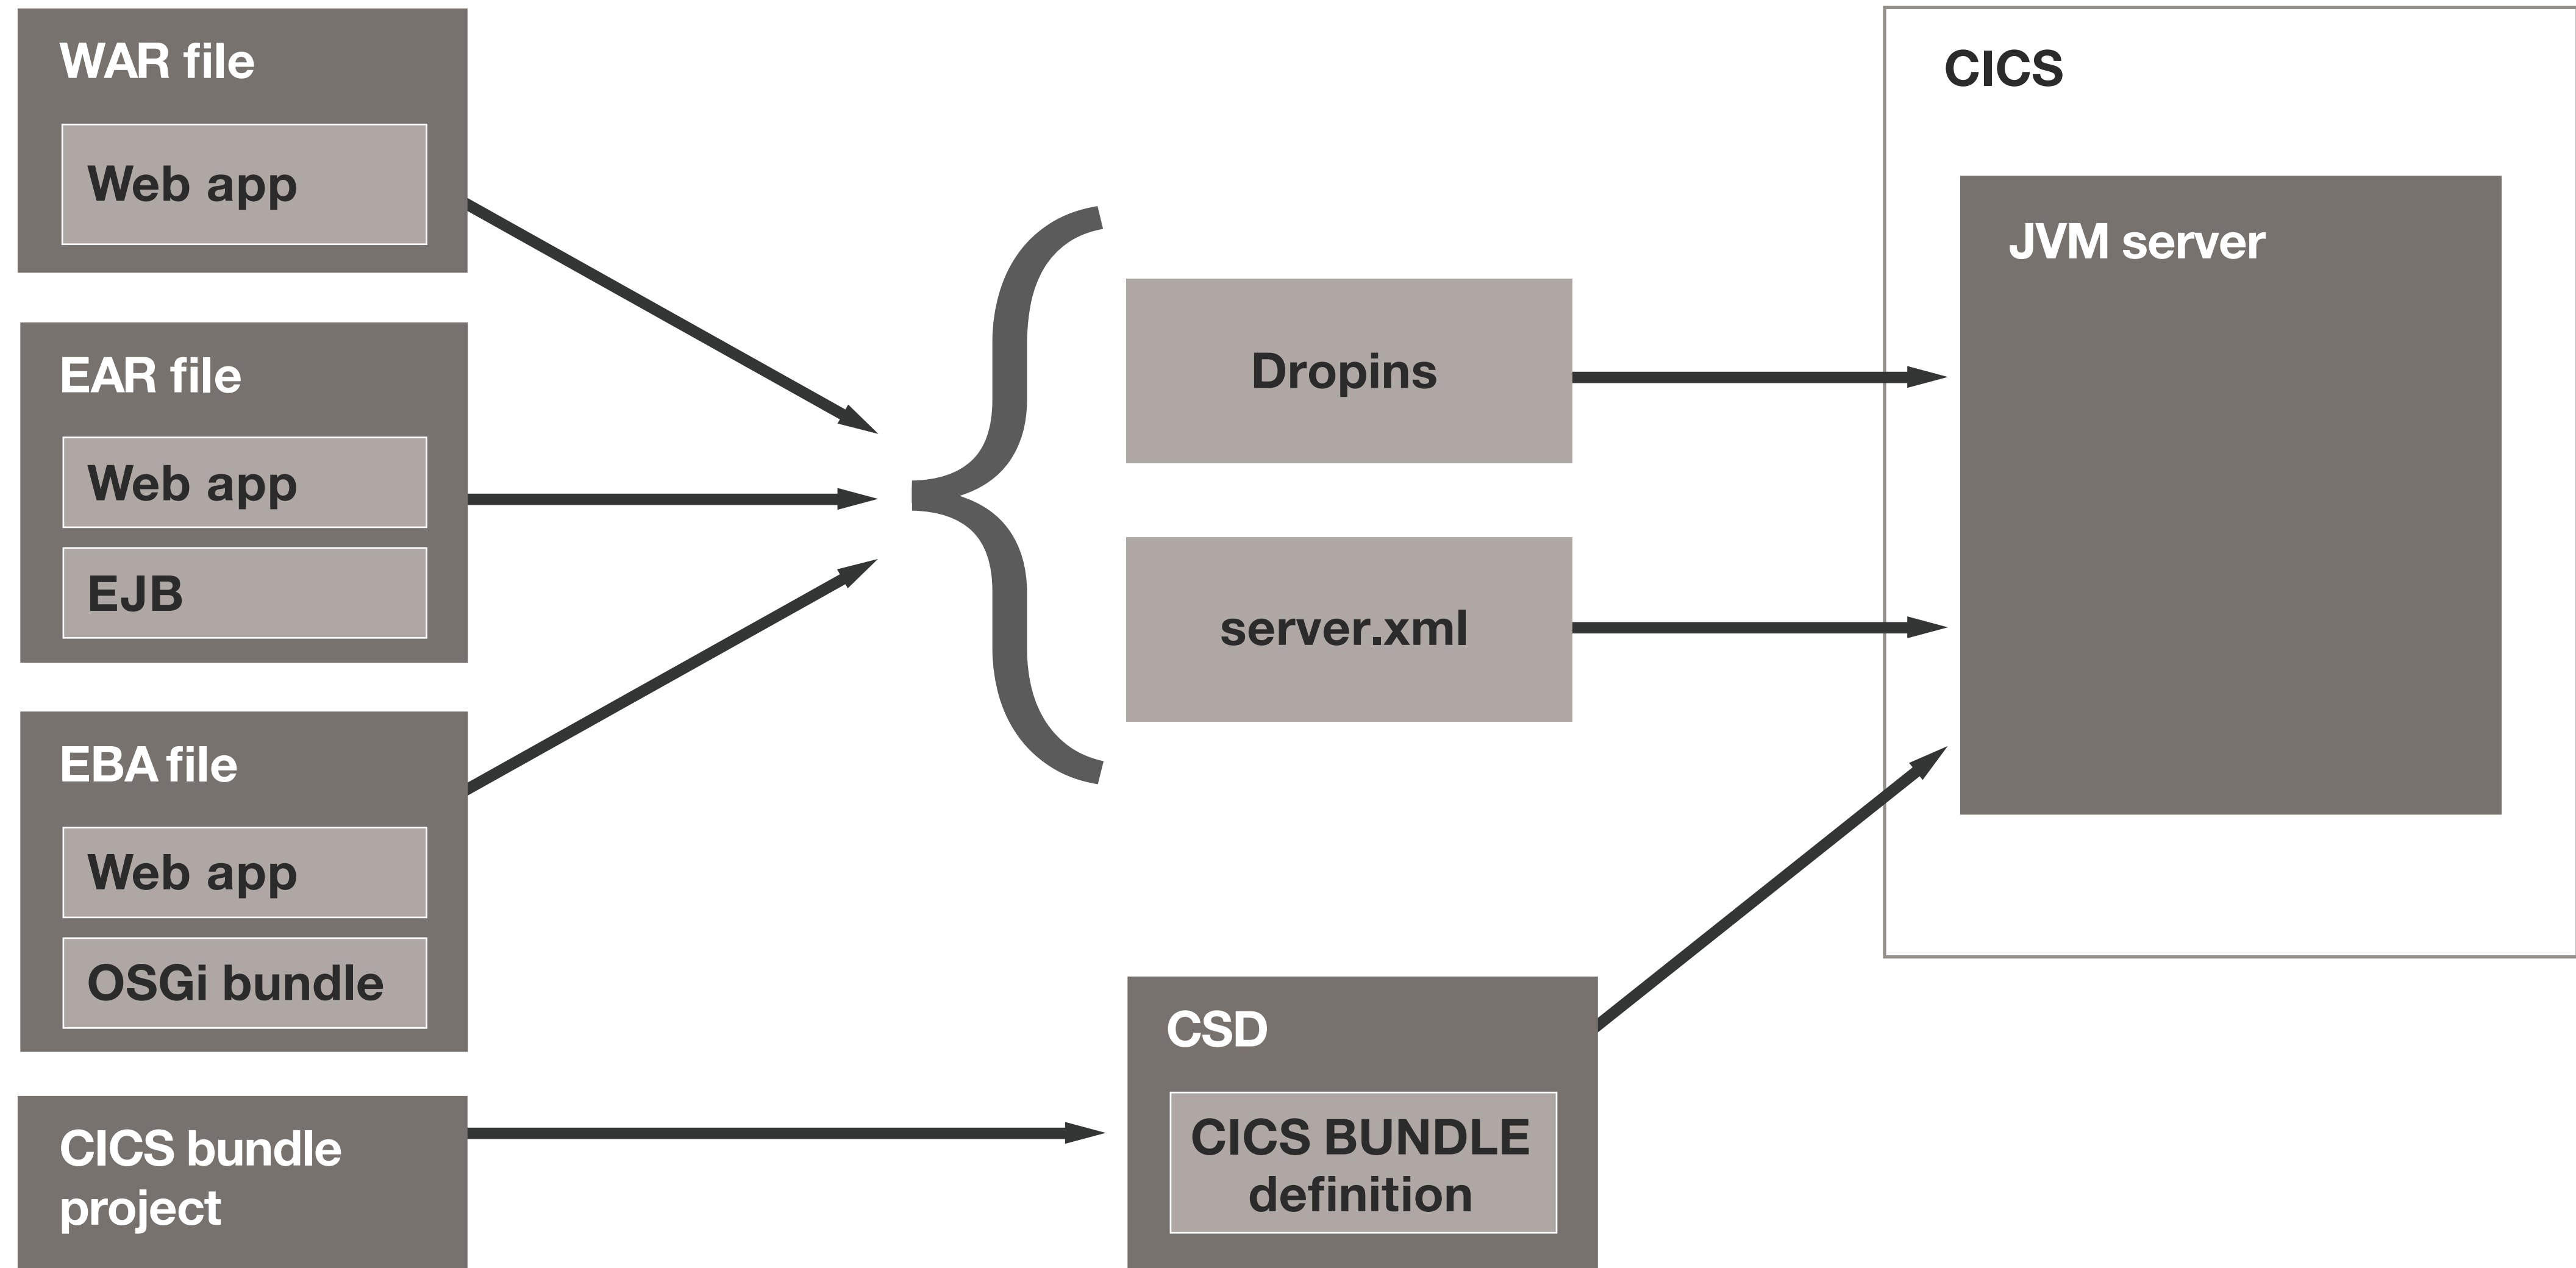 WAR file
Web app
EAR file
Web app
EJB
EBA file
Web app
OSGi bundle
CICS bundle
project
Dropins
server.xml
CSD
CICS BUNDLE
definition
CICS
JVM server